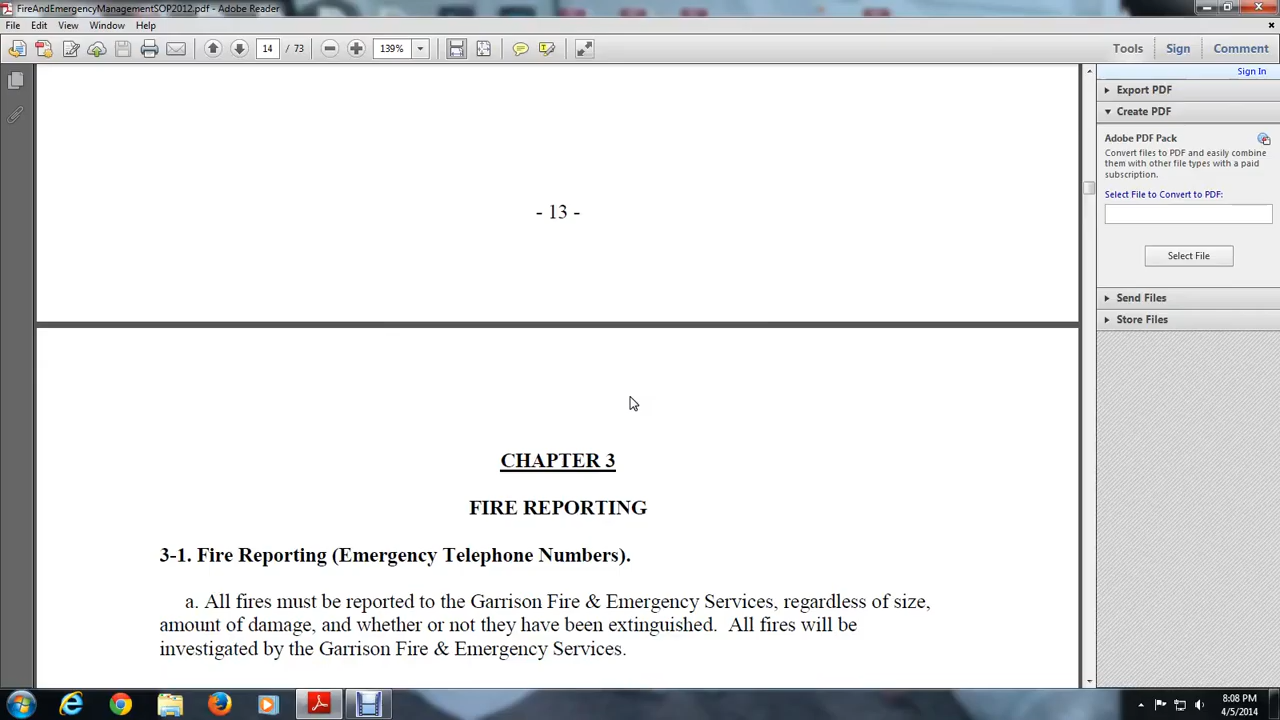 FireAndEmergencyManagementSOP2012.pdf - Adobe Reader
File Edit View Window Help
14 / 73 139% Tools Sign Comment
Sign In
Export PDF
Create PDF
Adobe PDF Pack
Convert files to PDF and easily combine
them with other file types with a paid
subscription.
Select File to Convert to PDF:
Select File
Send Files
Store Files
- 13 -
CHAPTER 3
FIRE REPORTING
3-1. Fire Reporting (Emergency Telephone Numbers).
a. All fires must be reported to the Garrison Fire & Emergency Services, regardless of size,
amount of damage, and whether or not they have been extinguished. All fires will be
investigated by the Garrison Fire & Emergency Services.
8:08 PM
4/5/2014